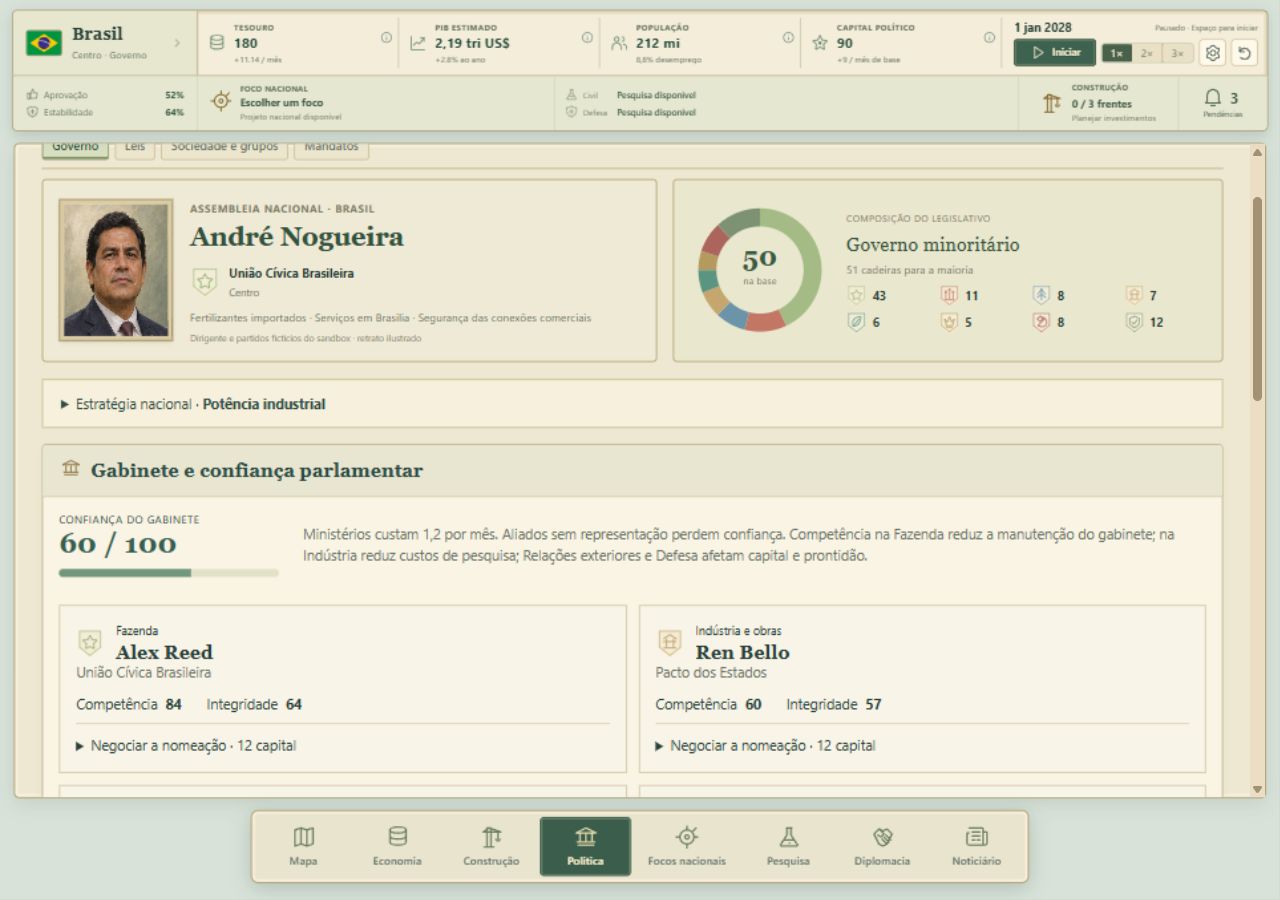 Brasil
Centro · Governo
TESOURO
180
+11.14 / mês
PIB ESTIMADO
2,19 tri US$
+2.8% ao ano
POPULAÇÃO
212 mi
8,8% desemprego
CAPITAL POLÍTICO
90
+9 / mês de base
1 jan 2028
Pausado · Espaço para iniciar
Iniciar
1×
2×
3×
Aprovação 52%
Estabilidade 64%
FOCO NACIONAL
Escolher um foco
Projeto nacional disponível
Civil Pesquisa disponível
Defesa Pesquisa disponível
CONSTRUÇÃO
0 / 3 frentes
Planejar investimentos
3
Pendências
Governo
Leis
Sociedade e grupos
Mandatos
ASSEMBLEIA NACIONAL · BRASIL
André Nogueira
União Cívica Brasileira
Centro
Fertilizantes importados · Serviços em Brasília · Segurança das conexões comerciais
Dirigente e partidos fictícios do sandbox · retrato ilustrado
50
na base
COMPOSIÇÃO DO LEGISLATIVO
Governo minoritário
51 cadeiras para a maioria
43 11 8 7
6 5 8 12
▶ Estratégia nacional · Potência industrial
Gabinete e confiança parlamentar
CONFIANÇA DO GABINETE
60 / 100
Ministérios custam 1,2 por mês. Aliados sem representação perdem confiança. Competência na Fazenda reduz a manutenção do gabinete; na
Indústria reduz custos de pesquisa; Relações exteriores e Defesa afetam capital e prontidão.
Fazenda
Alex Reed
União Cívica Brasileira
Competência 84 Integridade 64
▶ Negociar a nomeação · 12 capital
Indústria e obras
Ren Bello
Pacto dos Estados
Competência 60 Integridade 57
▶ Negociar a nomeação · 12 capital
Mapa
Economia
Construção
Política
Focos nacionais
Pesquisa
Diplomacia
Noticiário